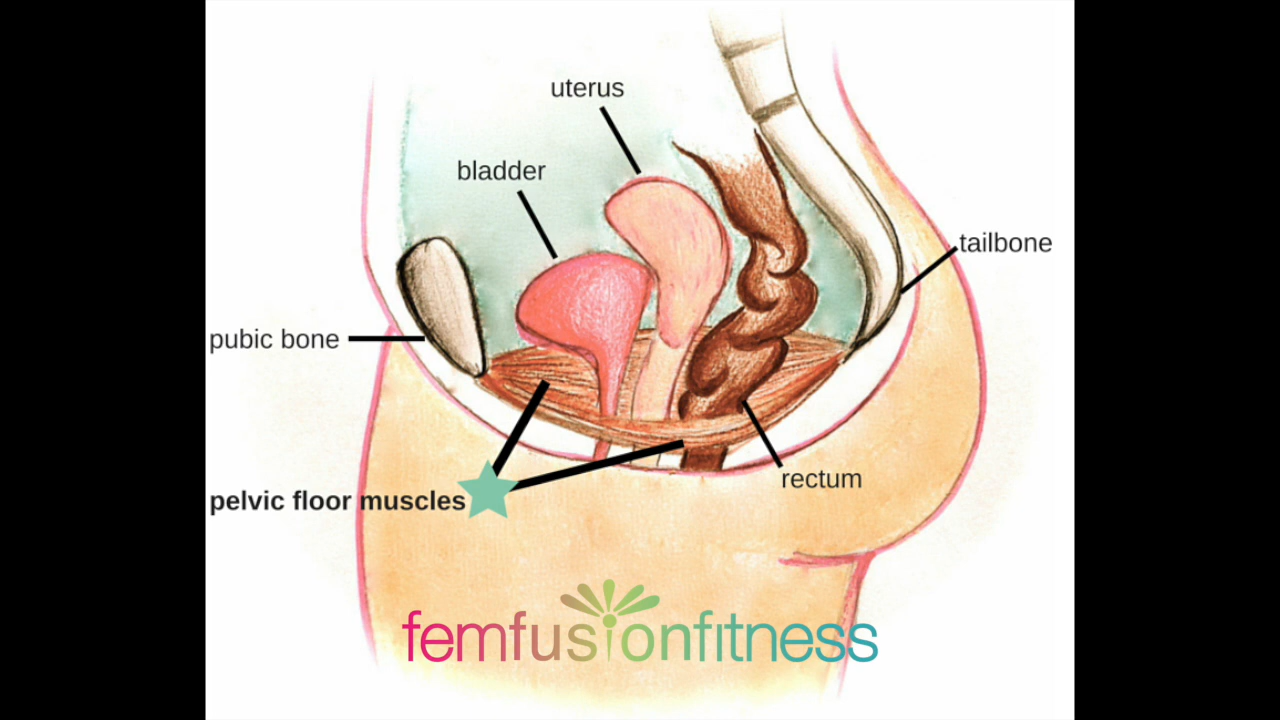 uterus
bladder
tailbone
pubic bone
rectum
pelvic floor muscles
femfusionfitness